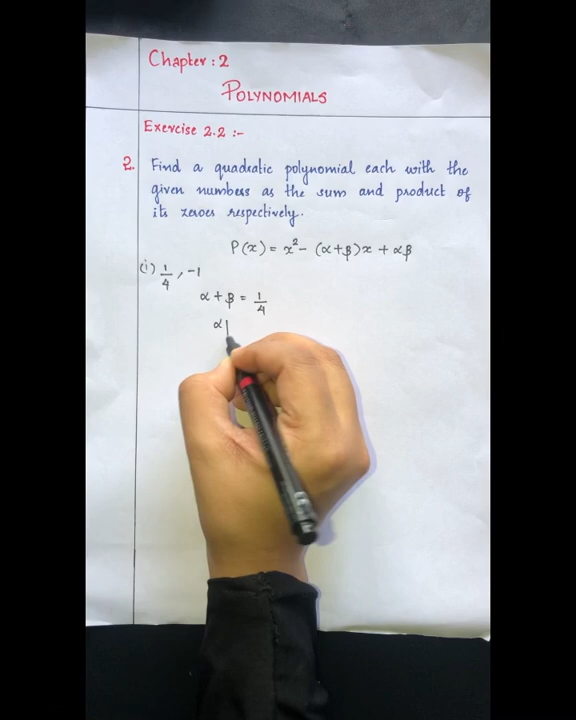 Chapter : 2
POLYNOMIALS
Exercise 2.2 :-
2. Find a quadratic polynomial each with the
given numbers as the sum and product of
its zeroes respectively.
P(x) = x² - (α+β)x + αβ
(i) 1/4 , -1
α + β = 1/4
α